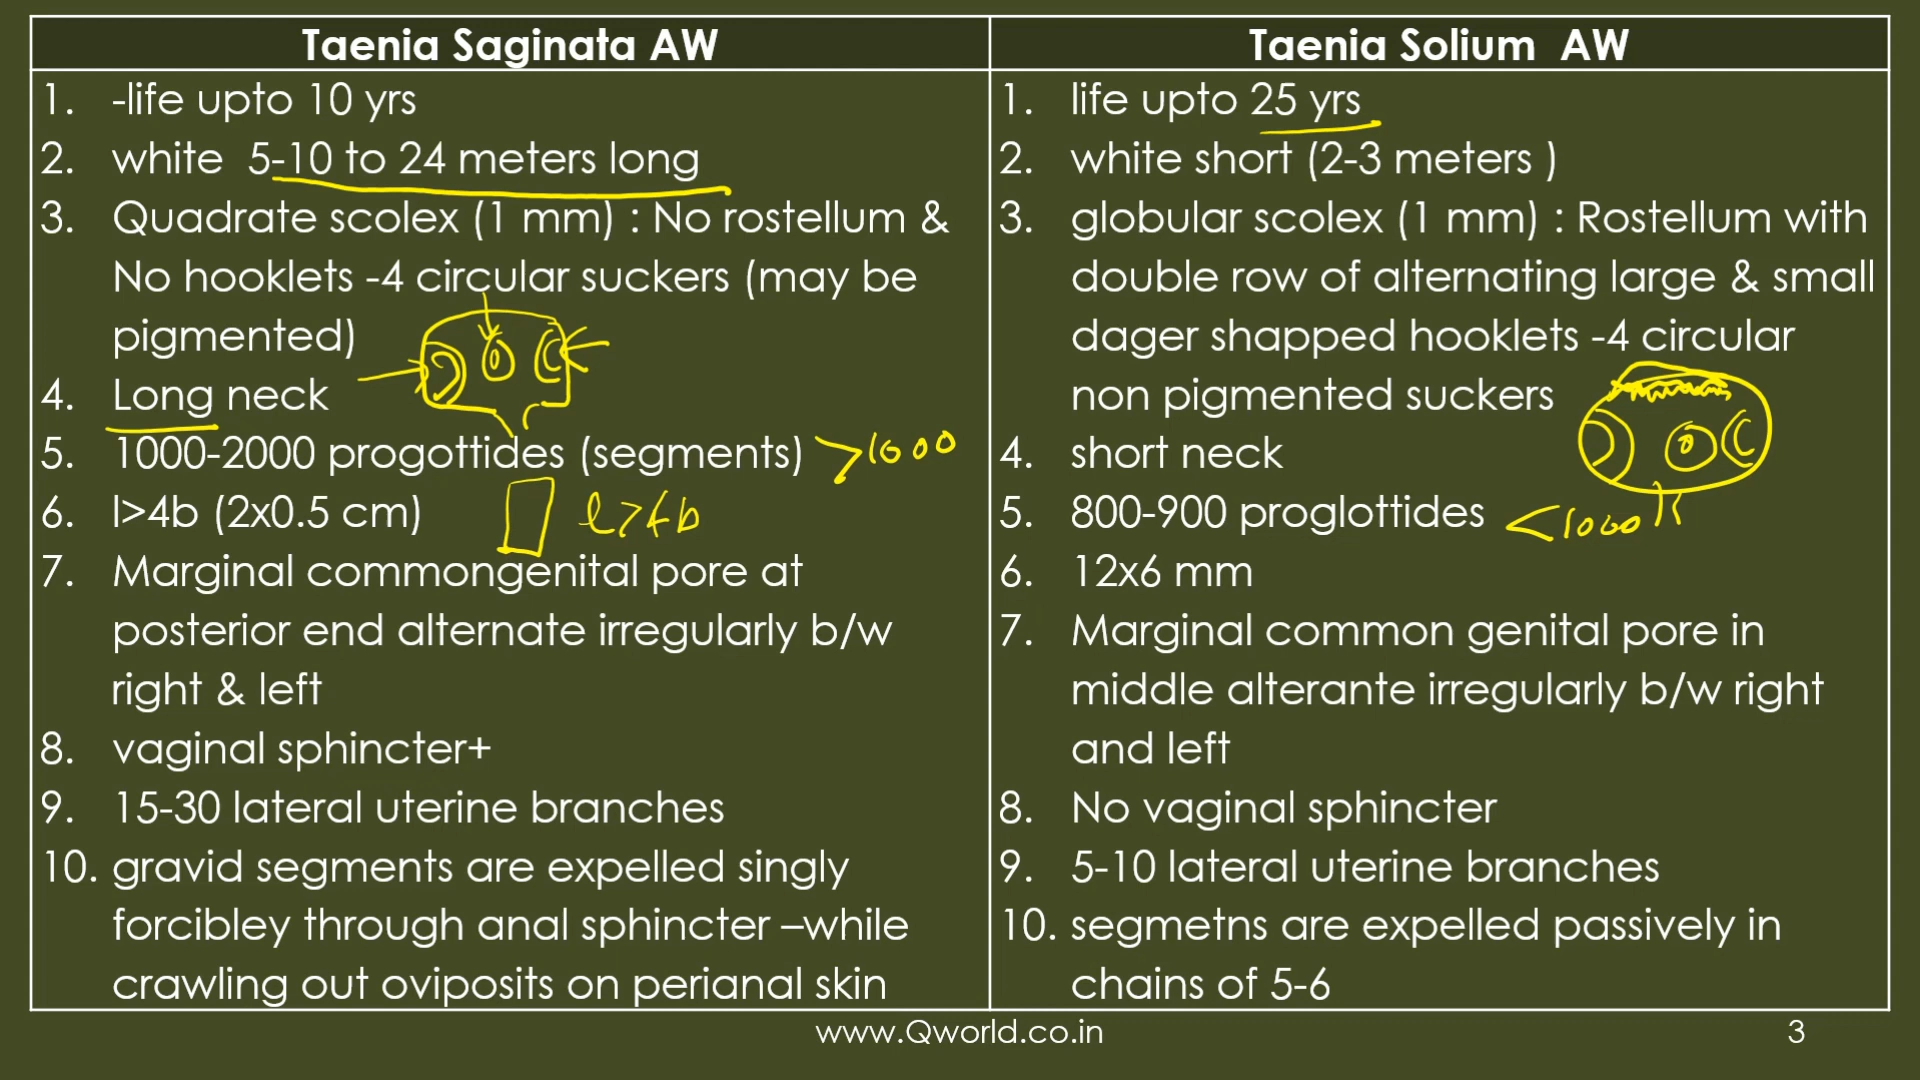 Taenia Saginata AW
1. -life upto 10 yrs
2. white 5-10 to 24 meters long
3. Quadrate scolex (1 mm) : No rostellum &
No hooklets -4 circular suckers (may be
pigmented)
4. Long neck
5. 1000-2000 progottides (segments) >1000
6. l>4b (2x0.5 cm) l>4b
7. Marginal commongenital pore at
posterior end alternate irregularly b/w
right & left
8. vaginal sphincter+
9. 15-30 lateral uterine branches
10. gravid segments are expelled singly
forcibley through anal sphincter –while
crawling out oviposits on perianal skin
Taenia Solium AW
1. life upto 25 yrs
2. white short (2-3 meters )
3. globular scolex (1 mm) : Rostellum with
double row of alternating large & small
dager shapped hooklets -4 circular
non pigmented suckers
4. short neck
5. 800-900 proglottides <1000
6. 12x6 mm
7. Marginal common genital pore in
middle alterante irregularly b/w right
and left
8. No vaginal sphincter
9. 5-10 lateral uterine branches
10. segmetns are expelled passively in
chains of 5-6
www.Qworld.co.in
3